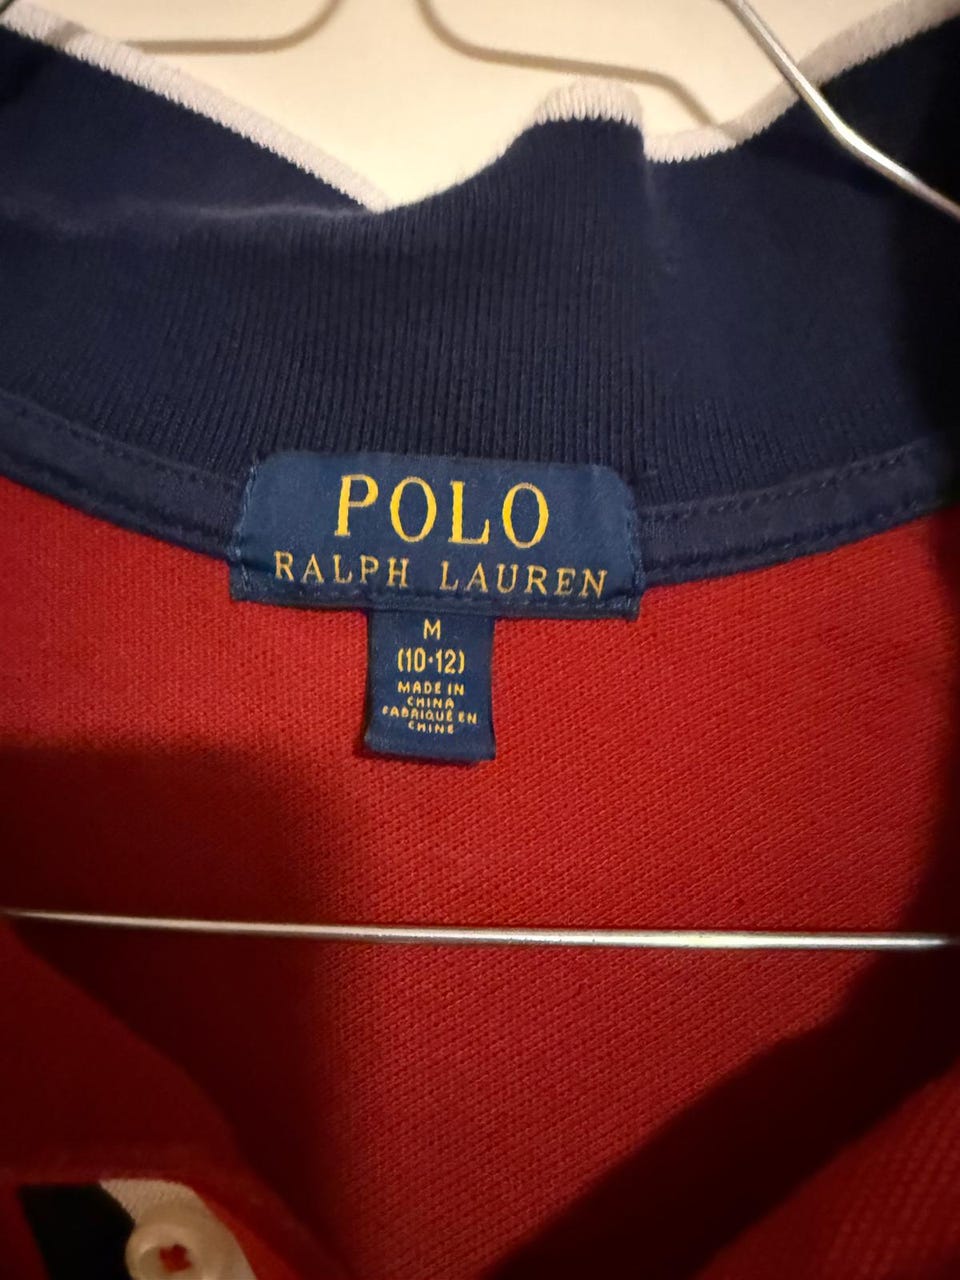 POLO
RALPH LAUREN
M
(10-12)
MADE IN
CHINA
FABRIQUÉ EN
CHINE